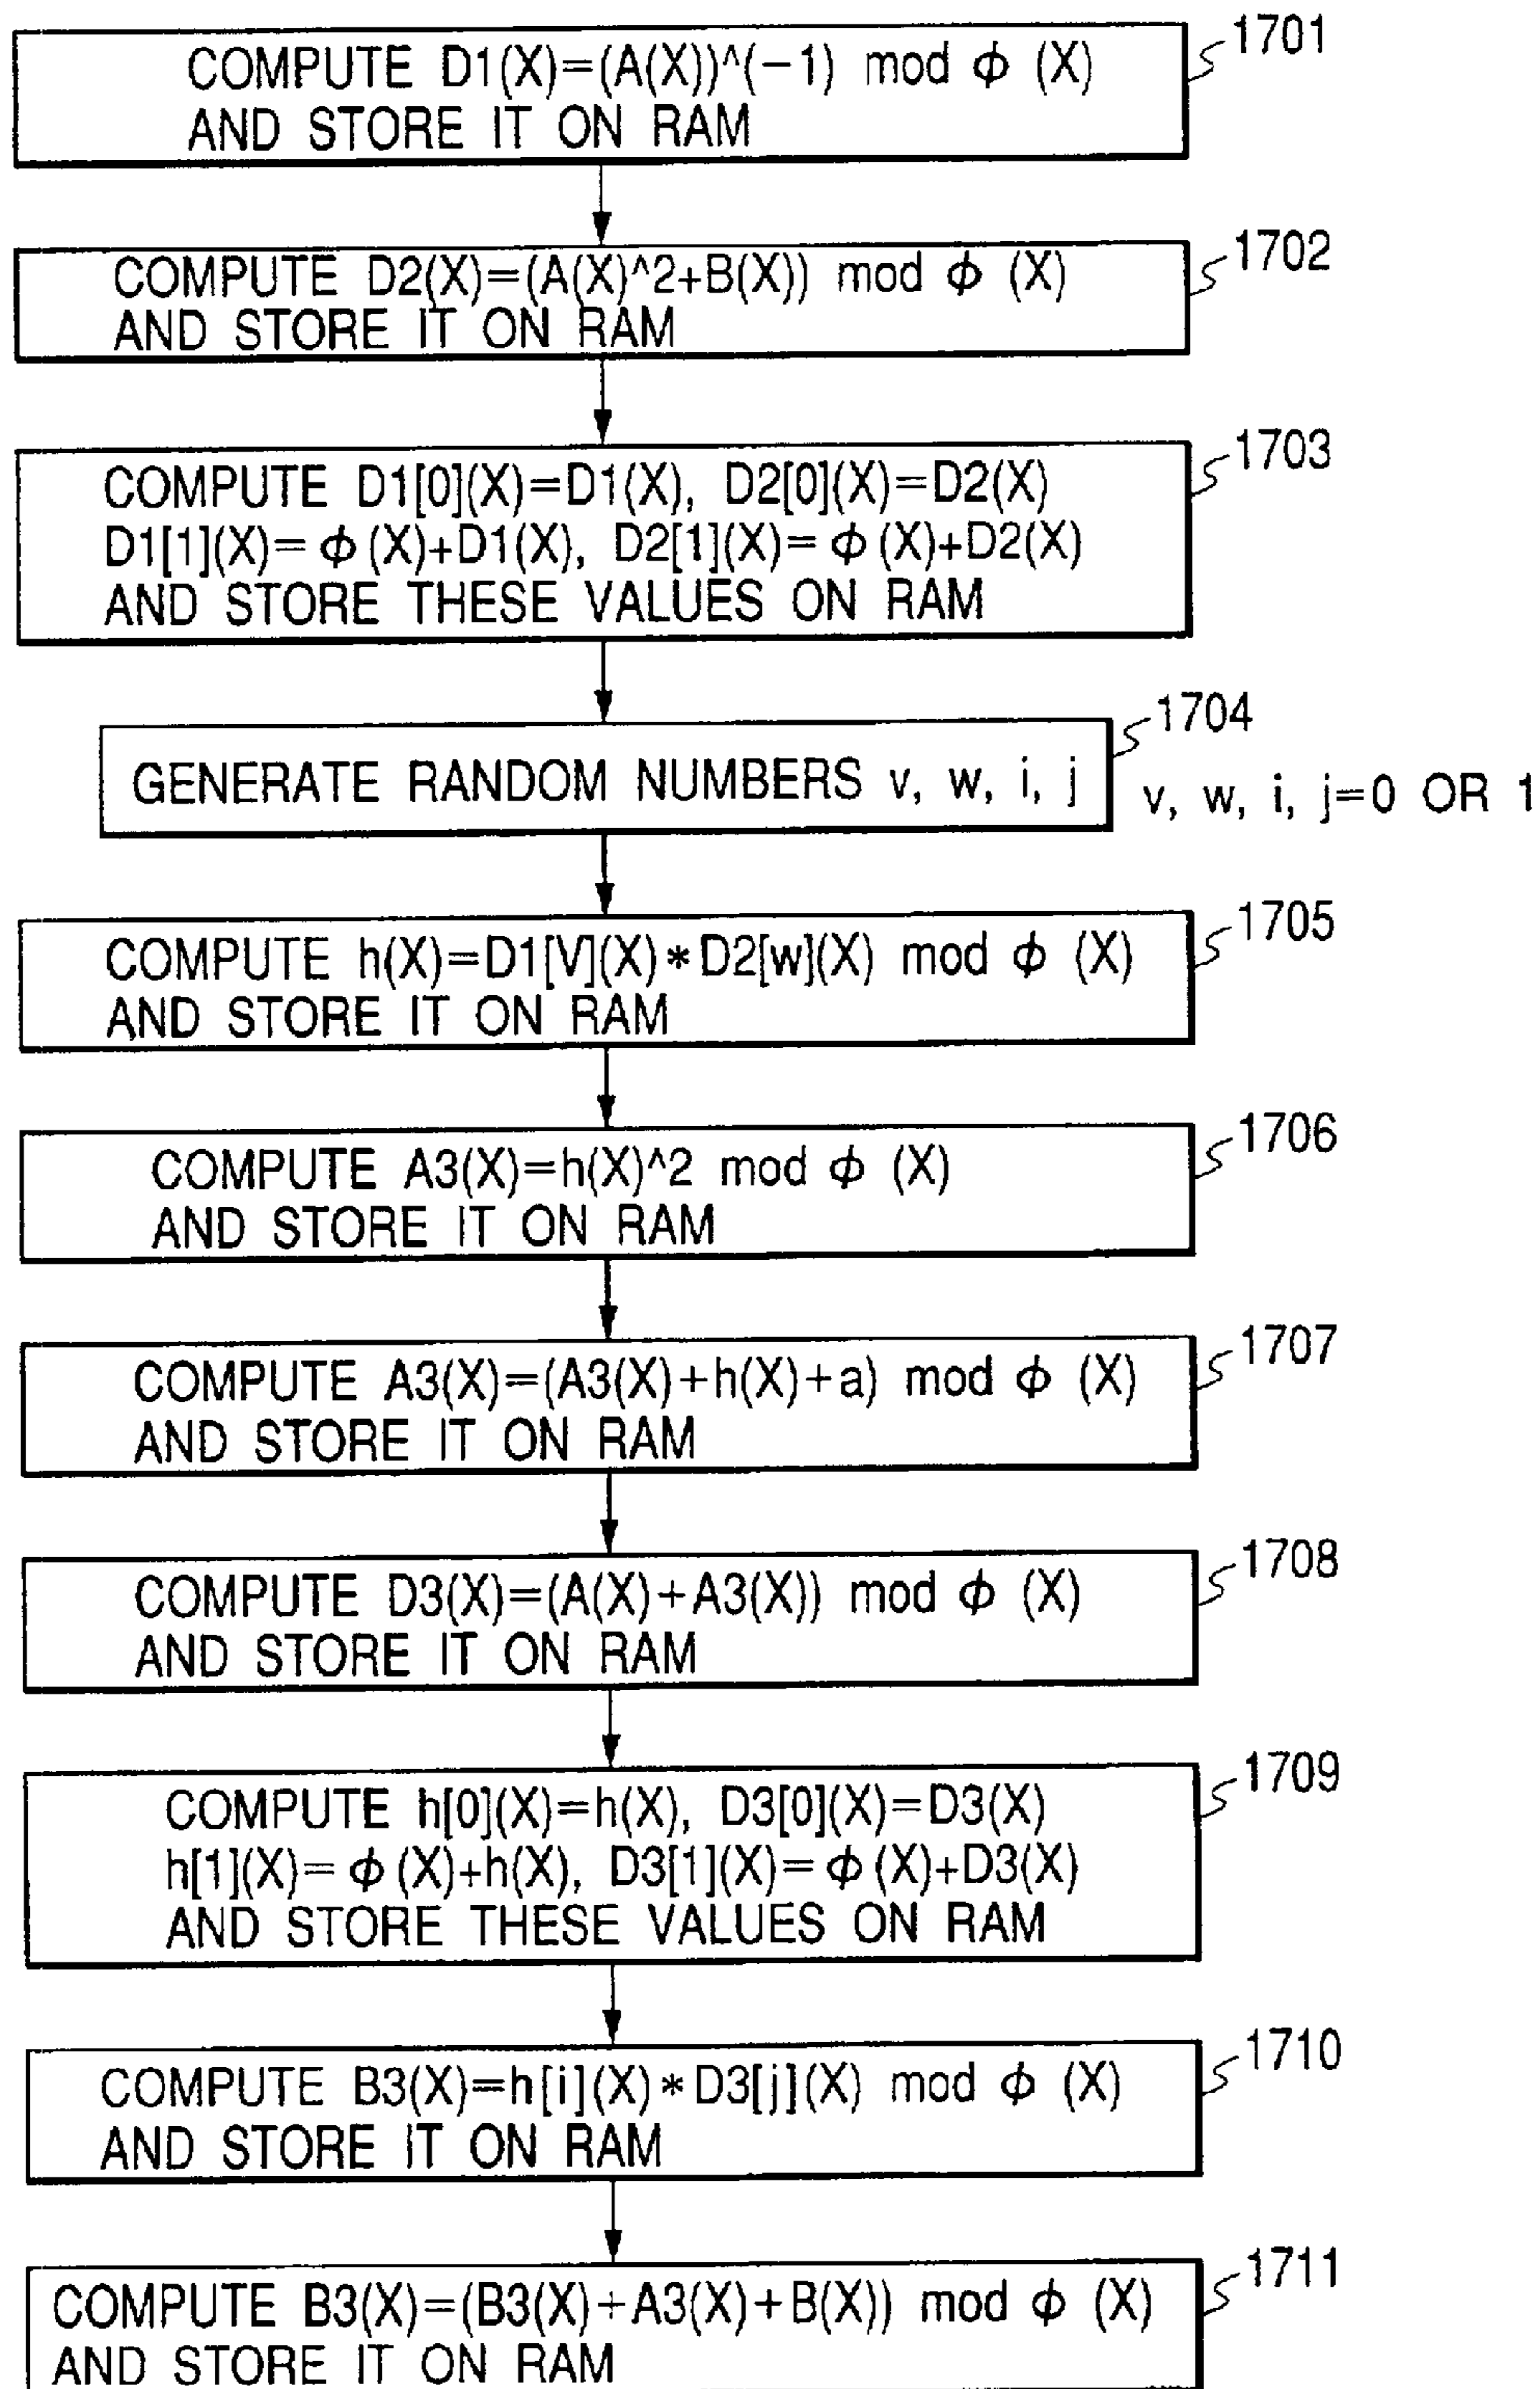 COMPUTE D1(X)=(A(X))^(-1) mod ϕ (X)
AND STORE IT ON RAM
1701
COMPUTE D2(X)=(A(X)^2+B(X)) mod ϕ (X)
AND STORE IT ON RAM
1702
COMPUTE D1[0](X)=D1(X), D2[0](X)=D2(X)
D1[1](X)= ϕ (X)+D1(X), D2[1](X)= ϕ (X)+D2(X)
AND STORE THESE VALUES ON RAM
1703
GENERATE RANDOM NUMBERS v, w, i, j
1704
v, w, i, j=0 OR 1
COMPUTE h(X)=D1[V](X)*D2[w](X) mod ϕ (X)
AND STORE IT ON RAM
1705
COMPUTE A3(X)=h(X)^2 mod ϕ (X)
AND STORE IT ON RAM
1706
COMPUTE A3(X)=(A3(X)+h(X)+a) mod ϕ (X)
AND STORE IT ON RAM
1707
COMPUTE D3(X)=(A(X)+A3(X)) mod ϕ (X)
AND STORE IT ON RAM
1708
COMPUTE h[0](X)=h(X), D3[0](X)=D3(X)
h[1](X)= ϕ (X)+h(X), D3[1](X)= ϕ (X)+D3(X)
AND STORE THESE VALUES ON RAM
1709
COMPUTE B3(X)=h[i](X)*D3[j](X) mod ϕ (X)
AND STORE IT ON RAM
1710
COMPUTE B3(X)=(B3(X)+A3(X)+B(X)) mod ϕ (X)
AND STORE IT ON RAM
1711